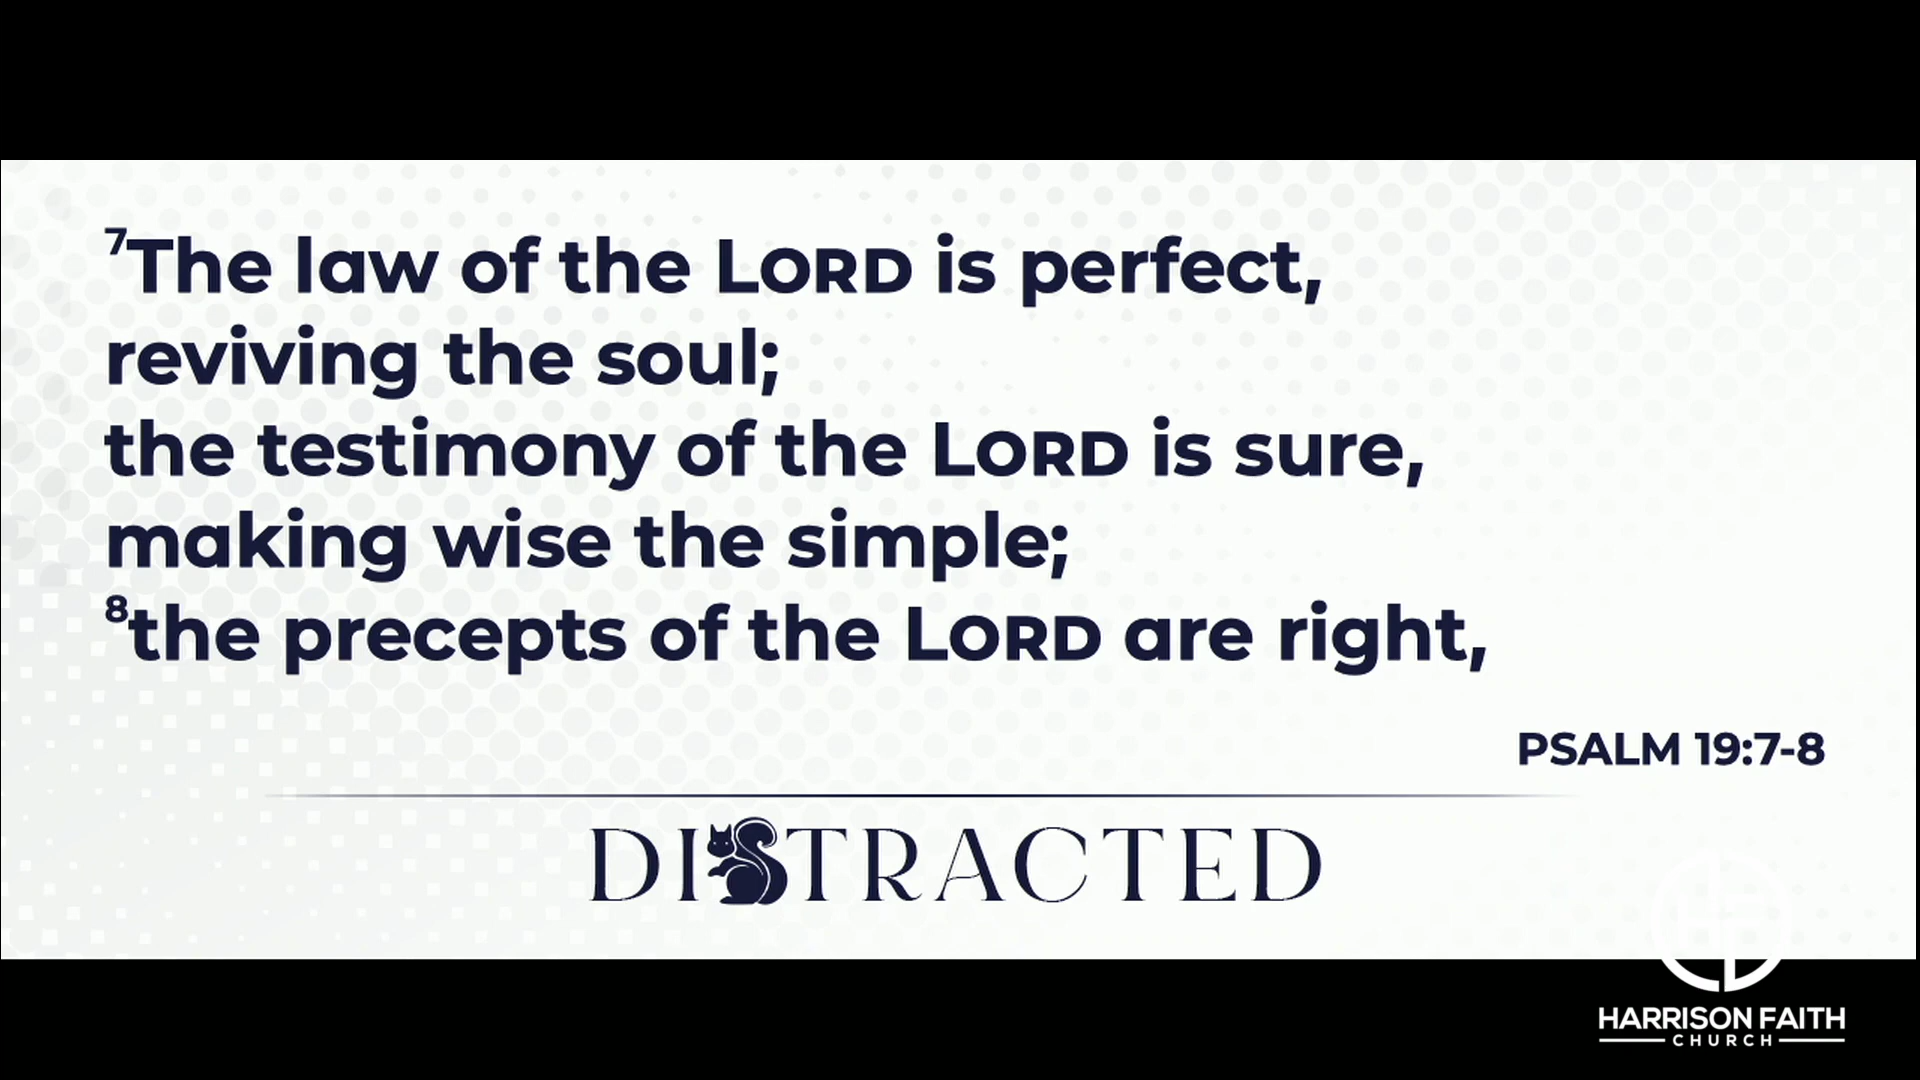 ⁷The law of the LORD is perfect,
reviving the soul;
the testimony of the LORD is sure,
making wise the simple;
⁸the precepts of the LORD are right,
PSALM 19:7-8
DISTRACTED
HARRISON FAITH
CHURCH